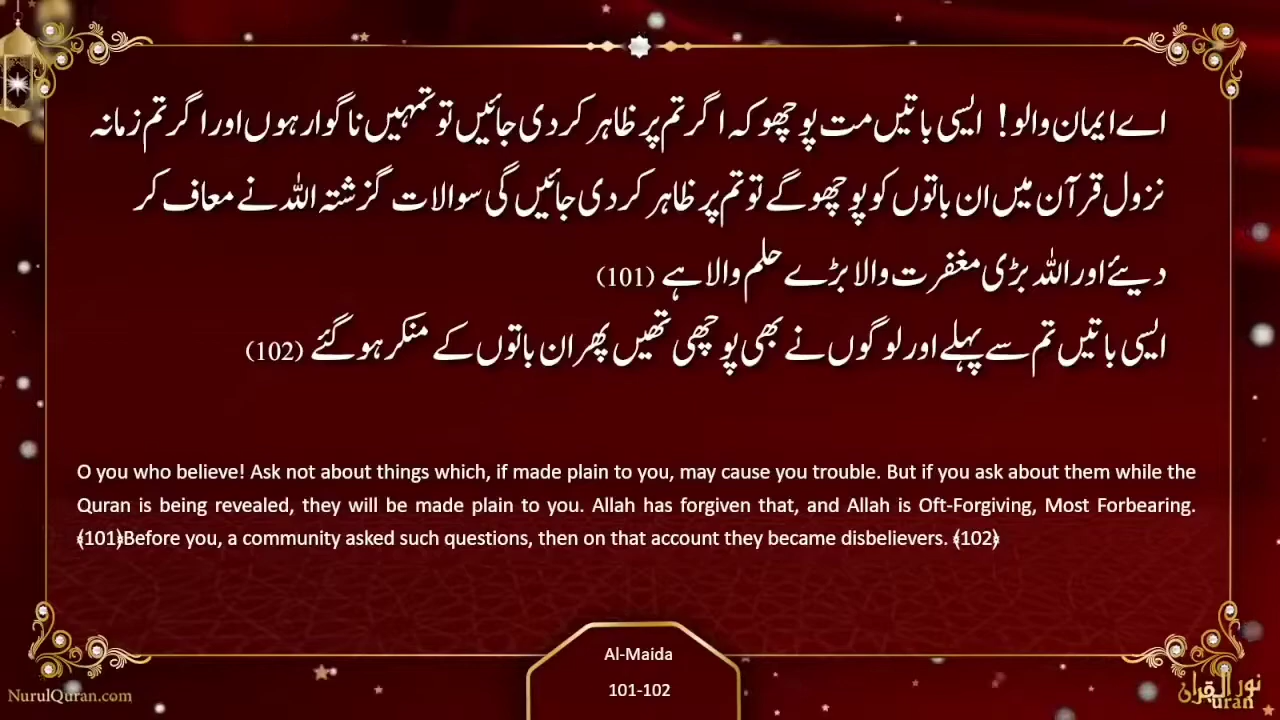 اے ایمان والو! ایسی باتیں مت پوچھو کہ اگر تم پر ظاہر کر دی جائیں تو تمہیں ناگوار ہوں اور اگر تم زمانہ
نزول قرآن میں ان باتوں کو پوچھوگے تو تم پر ظاہر کر دی جائیں گی سوالات گزشتہ اللہ نے معاف کر
دیئے اور اللہ بڑی مغفرت والا بڑے حلم والا ہے (101)
ایسی باتیں تم سے پہلے اور لوگوں نے بھی پوچھی تھیں پھر ان باتوں کے منکر ہوگئے (102)
O you who believe! Ask not about things which, if made plain to you, may cause you trouble. But if you ask about them while the
Quran is being revealed, they will be made plain to you. Allah has forgiven that, and Allah is Oft-Forgiving, Most Forbearing.
﴾101﴿Before you, a community asked such questions, then on that account they became disbelievers. ﴾102﴿
Al-Maida
101-102
NurulQuran.com
نور القرآن
uran